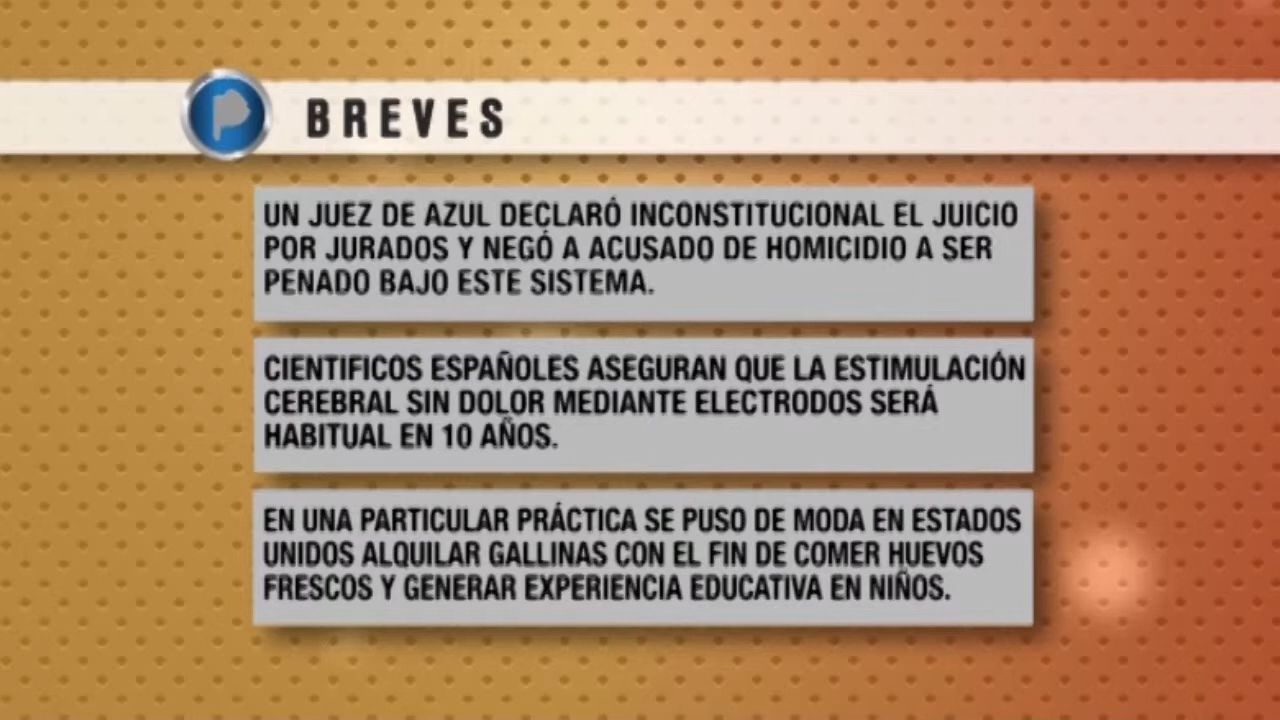 BREVES
UN JUEZ DE AZUL DECLARÓ INCONSTITUCIONAL EL JUICIO
POR JURADOS Y NEGÓ A ACUSADO DE HOMICIDIO A SER
PENADO BAJO ESTE SISTEMA.
CIENTIFICOS ESPAÑOLES ASEGURAN QUE LA ESTIMULACIÓN
CEREBRAL SIN DOLOR MEDIANTE ELECTRODOS SERÁ
HABITUAL EN 10 AÑOS.
EN UNA PARTICULAR PRÁCTICA SE PUSO DE MODA EN ESTADOS
UNIDOS ALQUILAR GALLINAS CON EL FIN DE COMER HUEVOS
FRESCOS Y GENERAR EXPERIENCIA EDUCATIVA EN NIÑOS.